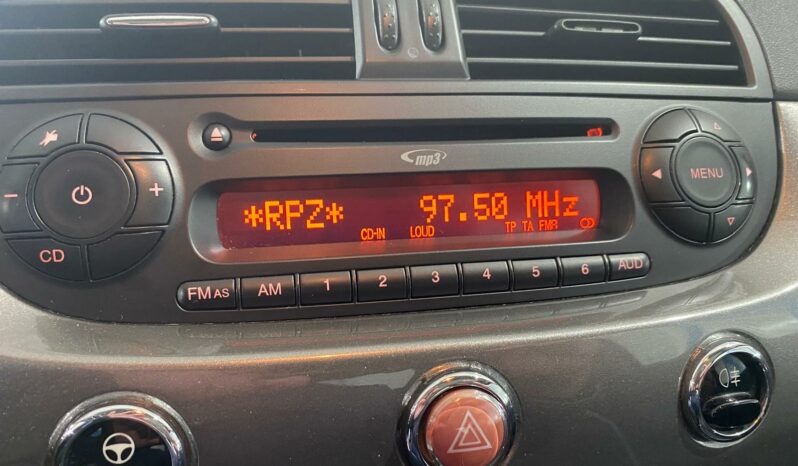 mp3
*RPZ* 97.50 MHz
CD-IN LOUD TP TA FMR CD
− +
CD
MENU
FM AS AM 1 2 3 4 5 6 AUD